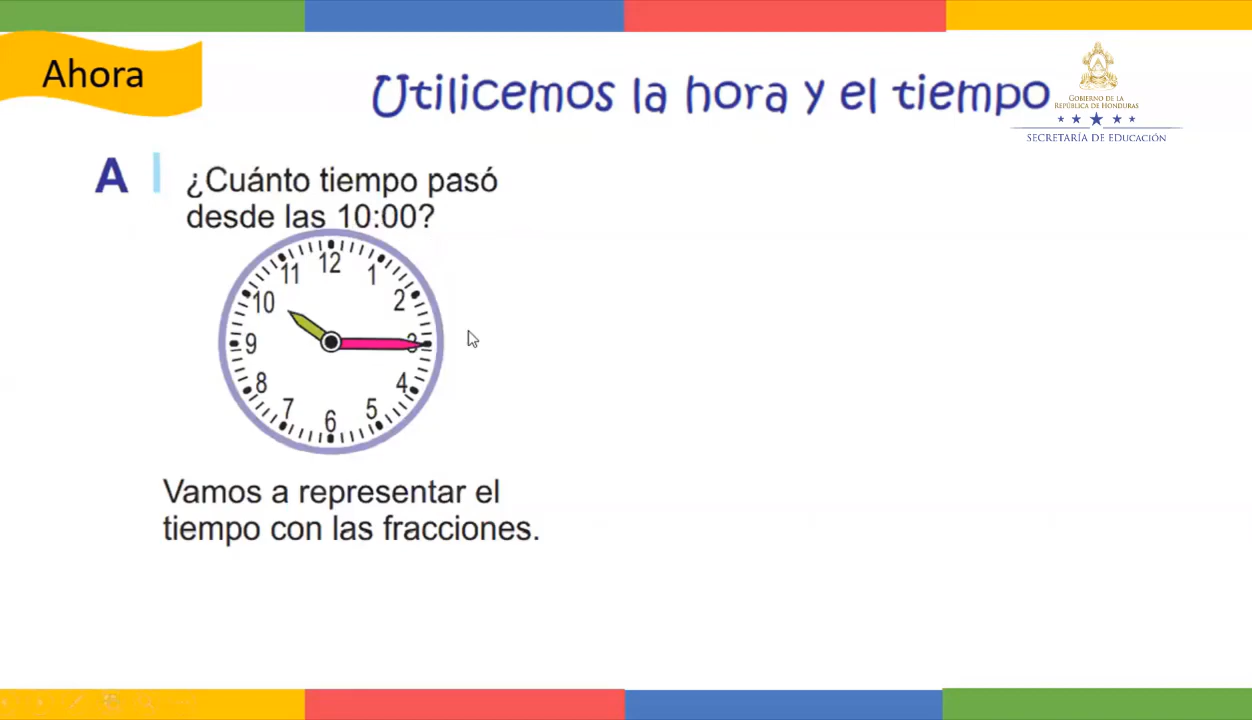 Ahora
Utilicemos la hora y el tiempo
GOBIERNO DE LA
REPÚBLICA DE HONDURAS
SECRETARÍA DE EDUCACIÓN
A 1
¿Cuánto tiempo pasó
desde las 10:00?
12
11
1
10
2
9
3
8
4
7
5
6
Vamos a representar el
tiempo con las fracciones.